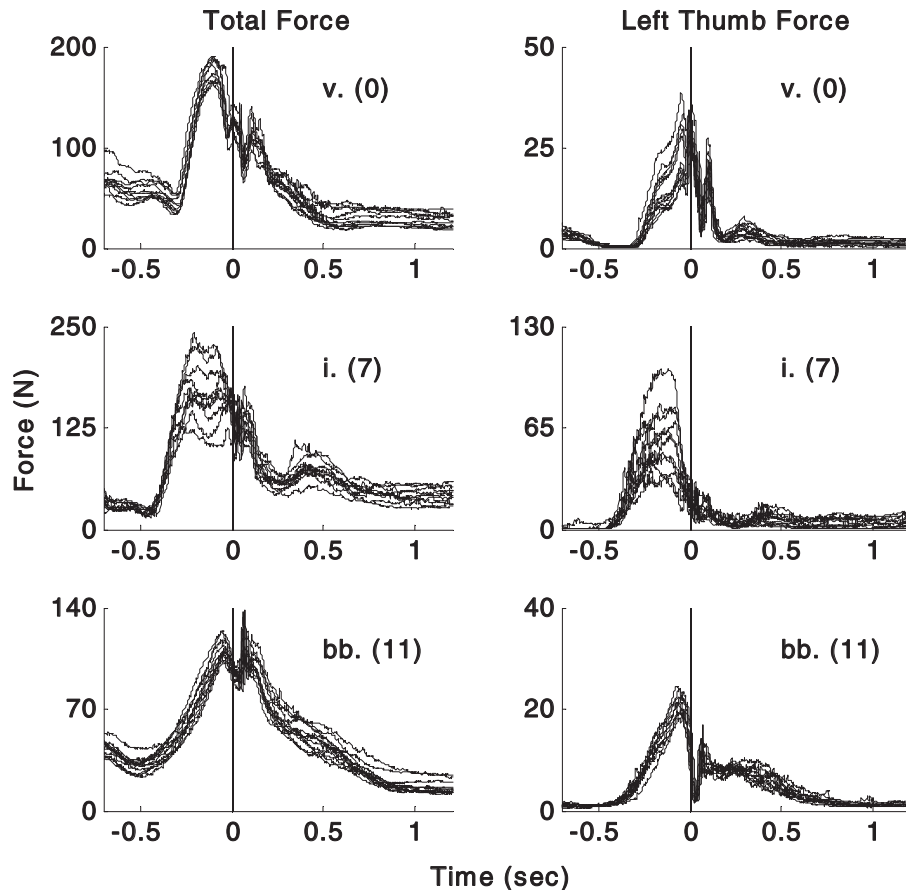 Total Force
Left Thumb Force
200
100
0
v. (0)
-0.5 0 0.5 1
50
25
0
v. (0)
-0.5 0 0.5 1
250
125
0
i. (7)
-0.5 0 0.5 1
130
65
0
i. (7)
-0.5 0 0.5 1
140
70
0
bb. (11)
-0.5 0 0.5 1
40
20
0
bb. (11)
-0.5 0 0.5 1
Force (N)
Time (sec)